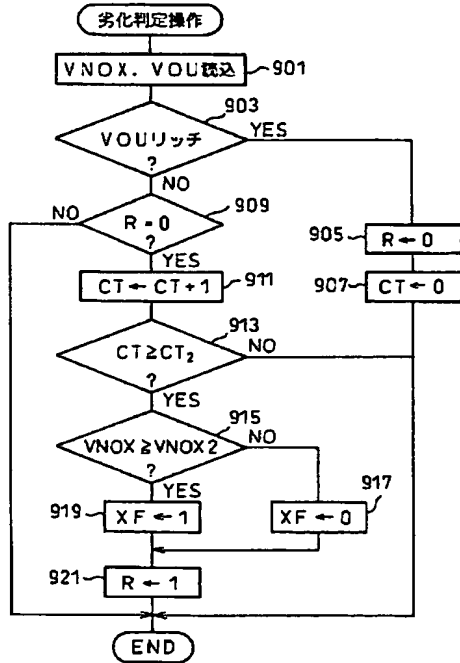 劣化判定操作
VNOX, VOU読込
901
903
VOUリッチ
?
YES
NO
909
NO
R=0
?
YES
905
R←0
CT←CT+1
911
907
CT←0
913
CT≧CT2
?
NO
YES
915
VNOX≧VNOX2
?
NO
YES
917
919
XF←1
XF←0
921
R←1
END